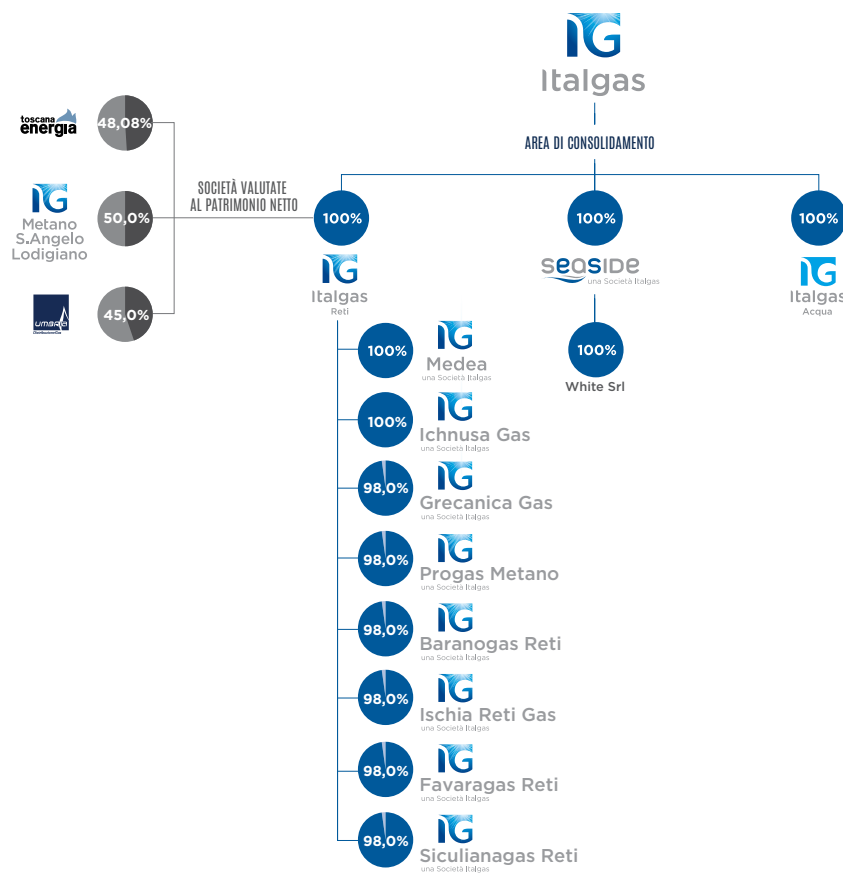 IG
Italgas
AREA DI CONSOLIDAMENTO
toscana
energia
48,08%
SOCIETÀ VALUTATE
AL PATRIMONIO NETTO
IG
Metano
S.Angelo
Lodigiano
50,0%
UMBRIA
Distribuzione Gas
45,0%
100%
IG
Italgas
Reti
100%
seaside
una Società Italgas
100%
White Srl
100%
IG
Italgas
Acqua
100%
IG
Medea
una Società Italgas
100%
IG
Ichnusa Gas
una Società Italgas
98,0%
IG
Grecanica Gas
una Società Italgas
98,0%
IG
Progas Metano
una Società Italgas
98,0%
IG
Baranogas Reti
una Società Italgas
98,0%
IG
Ischia Reti Gas
una Società Italgas
98,0%
IG
Favaragas Reti
una Società Italgas
98,0%
IG
Siculianagas Reti
una Società Italgas